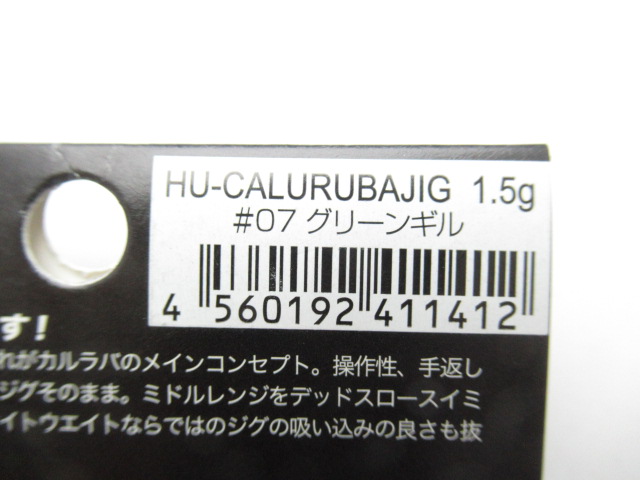 HU-CALURUBAJIG 1.5g
#07 グリーンギル
4 560192 411412
す!
れがカルラバのメインコンセプト。操作性、手返し
ジグそのまま。ミドルレンジをデッドスロースイミ
イトウエイトならではのジグの吸い込みの良さも抜